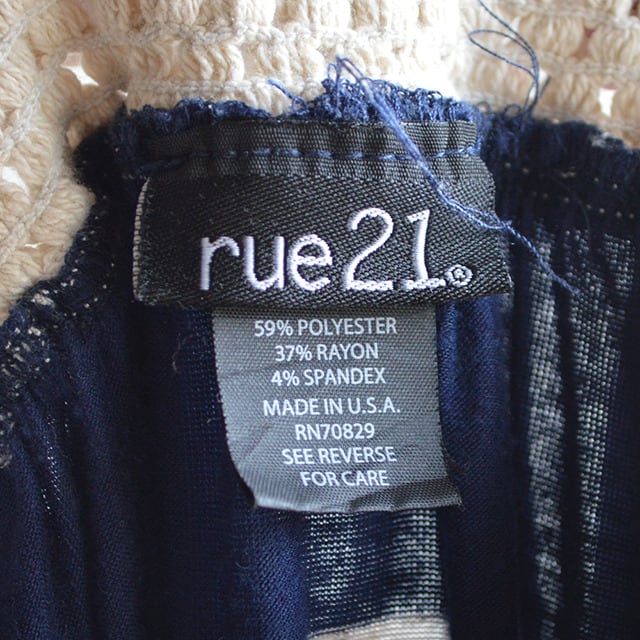 rue21®
59% POLYESTER
37% RAYON
4% SPANDEX
MADE IN U.S.A.
RN70829
SEE REVERSE
FOR CARE